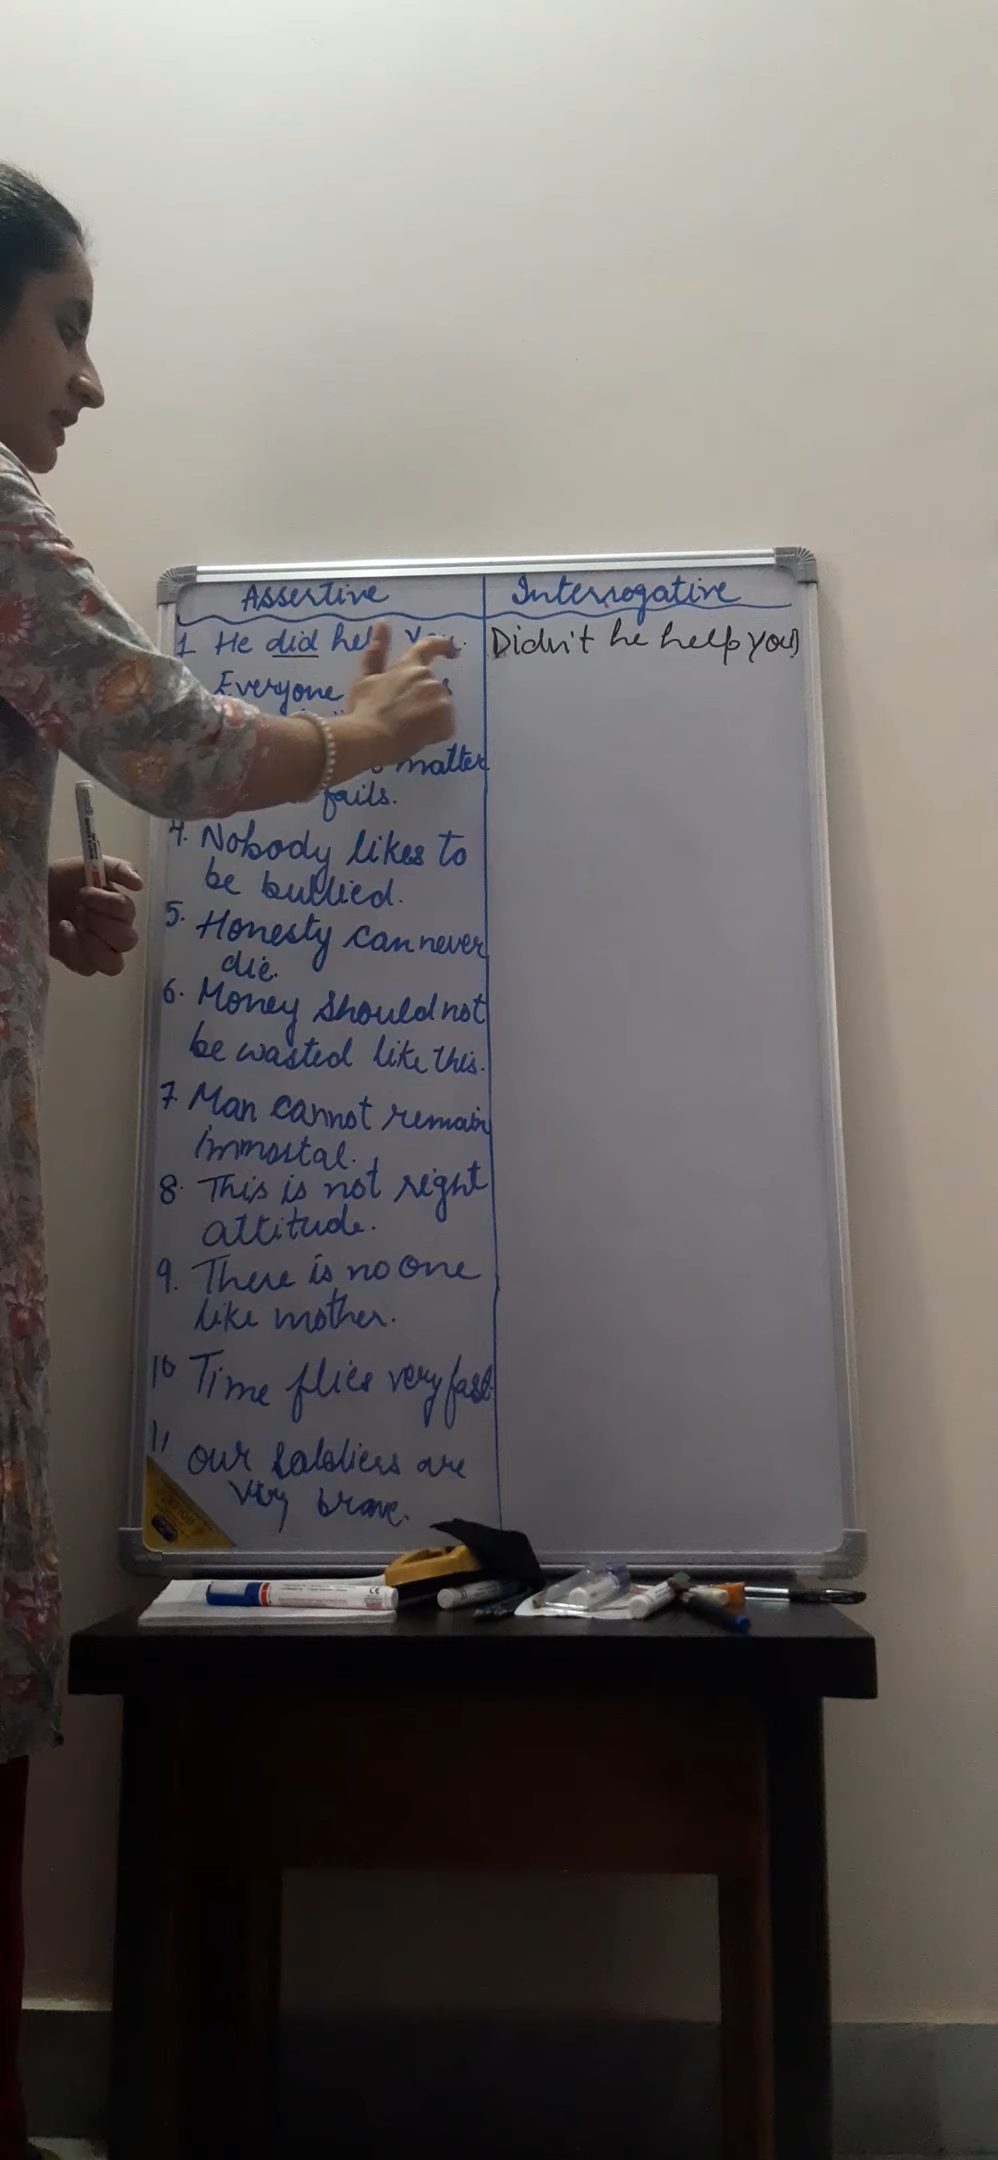 Assertive
Interrogative
1 He did help you.
Didn't he help you
Everyone
matter
fails.
4. Nobody likes to
be bullied.
5. Honesty can never
die.
6. Money should not
be wasted like this.
7. Man cannot remain
immortal.
8. This is not right
attitude.
9. There is no one
like mother.
10 Time flies very fast.
11 our soldiers are
very brave.